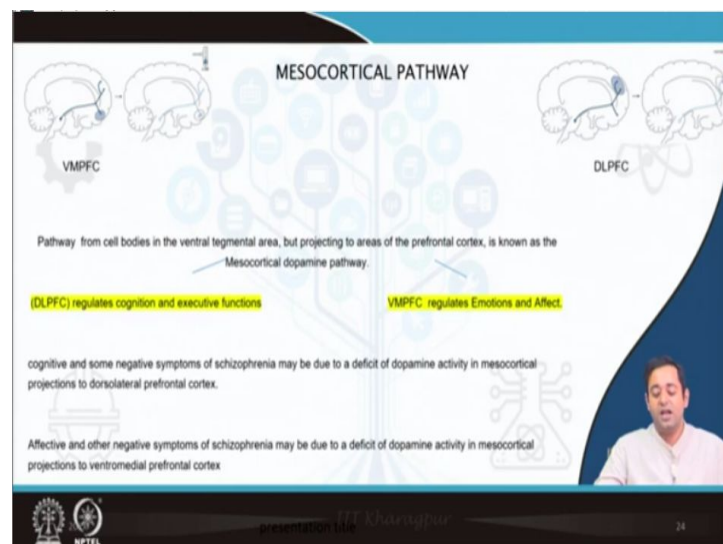 MESOCORTICAL PATHWAY
VMPFC
DLPFC
Pathway from cell bodies in the ventral tegmental area, but projecting to areas of the prefrontal cortex, is known as the
Mesocortical dopamine pathway.
(DLPFC) regulates cognition and executive functions
VMPFC regulates Emotions and Affect.
cognitive and some negative symptoms of schizophrenia may be due to a deficit of dopamine activity in mesocortical
projections to dorsolateral prefrontal cortex.
Affective and other negative symptoms of schizophrenia may be due to a deficit of dopamine activity in mesocortical
projections to ventromedial prefrontal cortex
IIT Kharagpur
presentation title
24
NPTEL